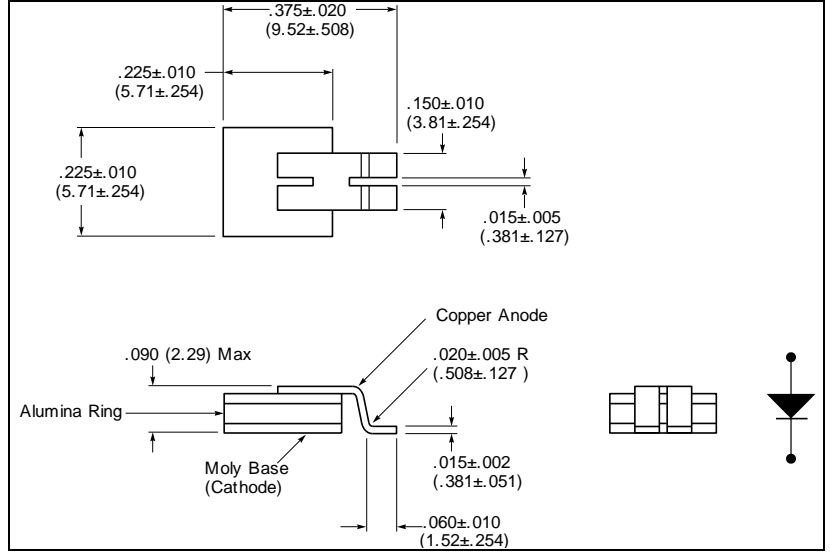 .375±.020
(9.52±.508)
.225±.010
(5.71±.254)
.150±.010
(3.81±.254)
.225±.010
(5.71±.254)
.015±.005
(.381±.127)
Copper Anode
.090 (2.29) Max
.020±.005 R
(.508±.127 )
Alumina Ring
Moly Base
(Cathode)
.015±.002
(.381±.051)
.060±.010
(1.52±.254)